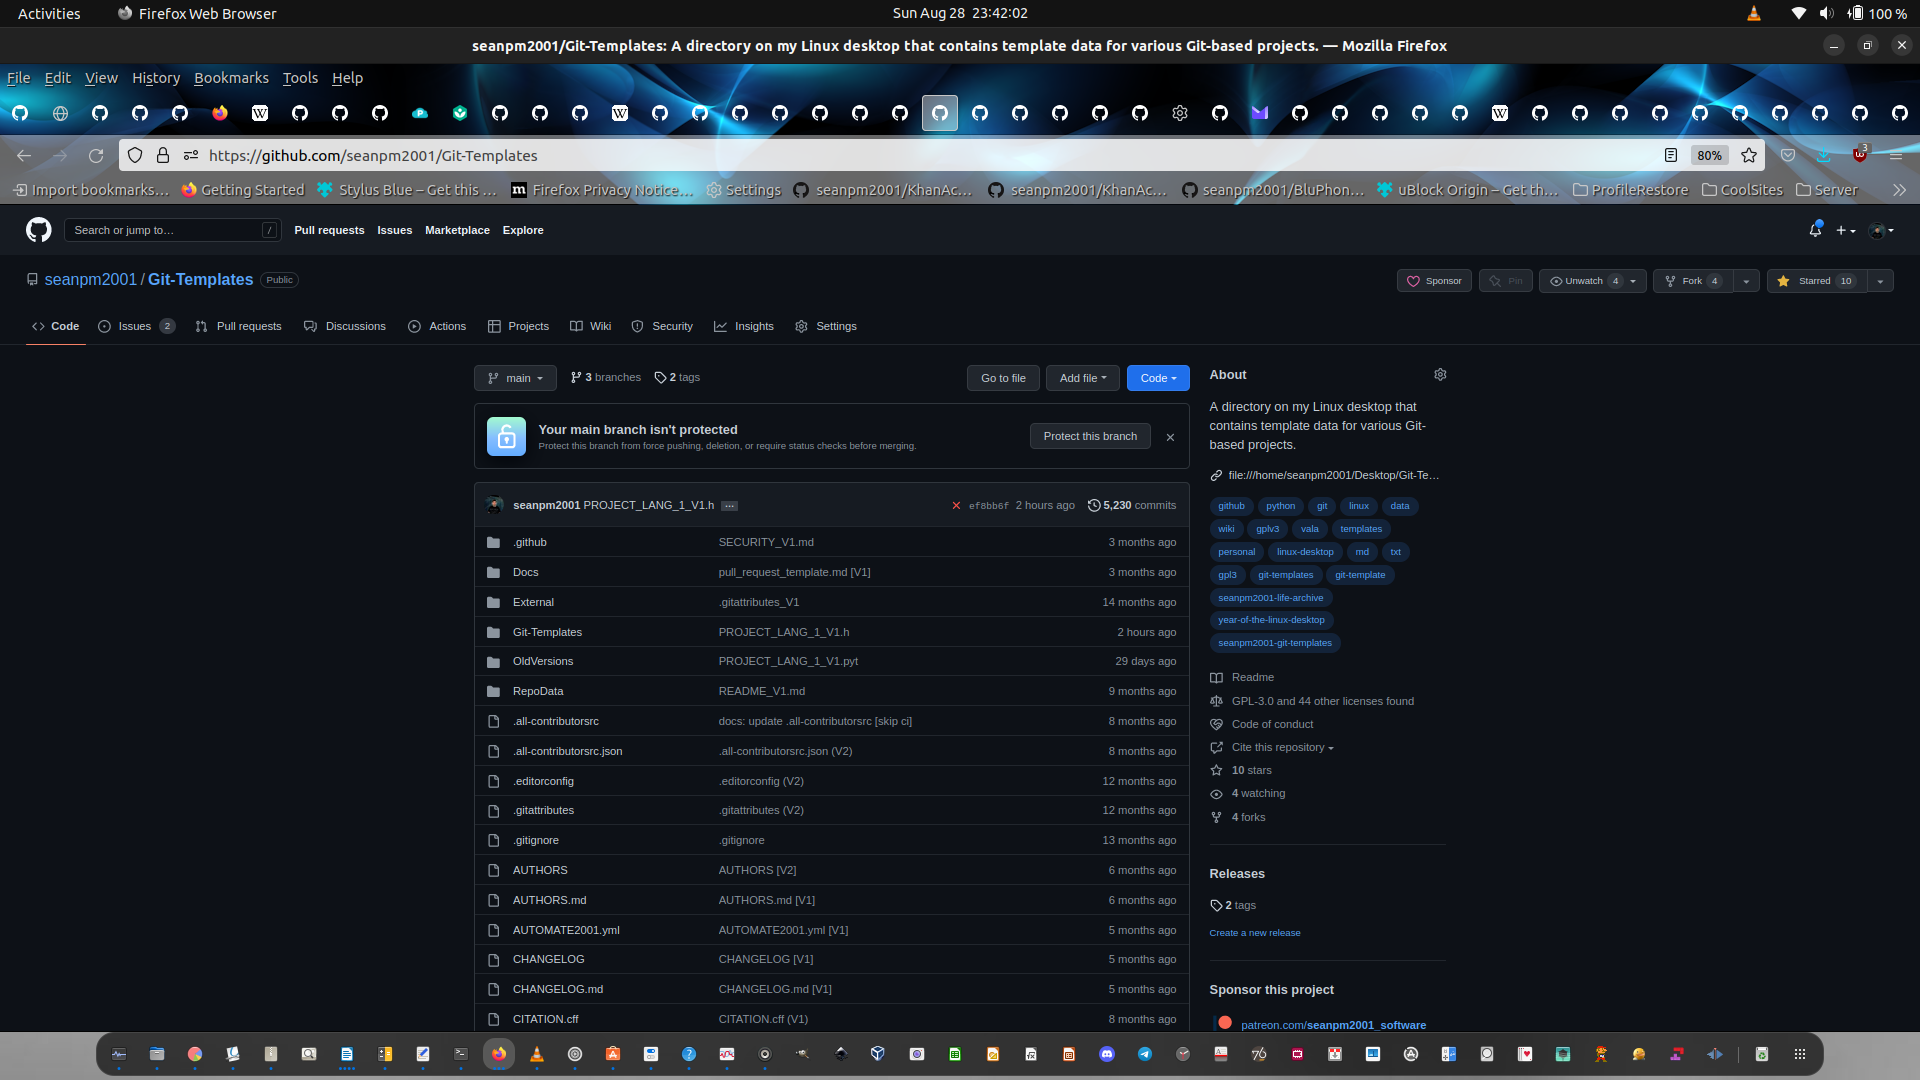 Activities Firefox Web Browser Sun Aug 28 23:42:02 100 %
seanpm2001/Git-Templates: A directory on my Linux desktop that contains template data for various Git-based projects. — Mozilla Firefox
File Edit View History Bookmarks Tools Help
https://github.com/seanpm2001/Git-Templates 80% 3
Import bookmarks… Getting Started Stylus Blue – Get this … Firefox Privacy Notice… Settings seanpm2001/KhanAc… seanpm2001/KhanAc… seanpm2001/BluPhon… uBlock Origin – Get th… ProfileRestore CoolSites Server
Search or jump to… / Pull requests Issues Marketplace Explore
seanpm2001 / Git-Templates Public Sponsor Pin Unwatch 4 Fork 4 Starred 10
Code Issues 2 Pull requests Discussions Actions Projects Wiki Security Insights Settings
main 3 branches 2 tags Go to file Add file Code
Your main branch isn't protected
Protect this branch from force pushing, deletion, or require status checks before merging.
Protect this branch
seanpm2001 PROJECT_LANG_1_V1.h … ef8bb6f 2 hours ago 5,230 commits
.github SECURITY_V1.md 3 months ago
Docs pull_request_template.md [V1] 3 months ago
External .gitattributes_V1 14 months ago
Git-Templates PROJECT_LANG_1_V1.h 2 hours ago
OldVersions PROJECT_LANG_1_V1.pyt 29 days ago
RepoData README_V1.md 9 months ago
.all-contributorsrc docs: update .all-contributorsrc [skip ci] 8 months ago
.all-contributorsrc.json .all-contributorsrc.json (V2) 8 months ago
.editorconfig .editorconfig (V2) 12 months ago
.gitattributes .gitattributes (V2) 12 months ago
.gitignore .gitignore 13 months ago
AUTHORS AUTHORS [V2] 6 months ago
AUTHORS.md AUTHORS.md [V1] 6 months ago
AUTOMATE2001.yml AUTOMATE2001.yml [V1] 5 months ago
CHANGELOG CHANGELOG [V1] 5 months ago
CHANGELOG.md CHANGELOG.md [V1] 5 months ago
CITATION.cff CITATION.cff (V1) 8 months ago
About
A directory on my Linux desktop that
contains template data for various Git-
based projects.
file:///home/seanpm2001/Desktop/Git-Te…
github python git linux data
wiki gplv3 vala templates
personal linux-desktop md txt
gpl3 git-templates git-template
seanpm2001-life-archive
year-of-the-linux-desktop
seanpm2001-git-templates
Readme
GPL-3.0 and 44 other licenses found
Code of conduct
Cite this repository
10 stars
4 watching
4 forks
Releases
2 tags
Create a new release
Sponsor this project
patreon.com/seanpm2001_software